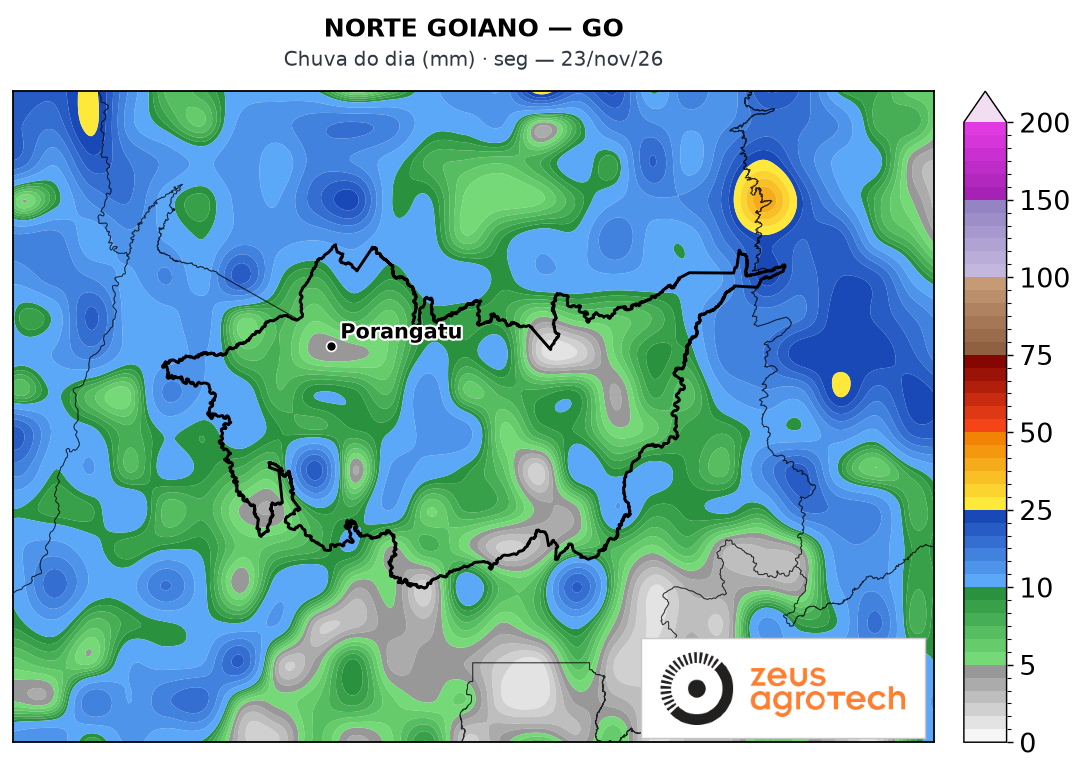 NORTE GOIANO — GO
Chuva do dia (mm) · seg — 23/nov/26
Porangatu
200
150
100
75
50
25
10
5
0
zeus
agrotech